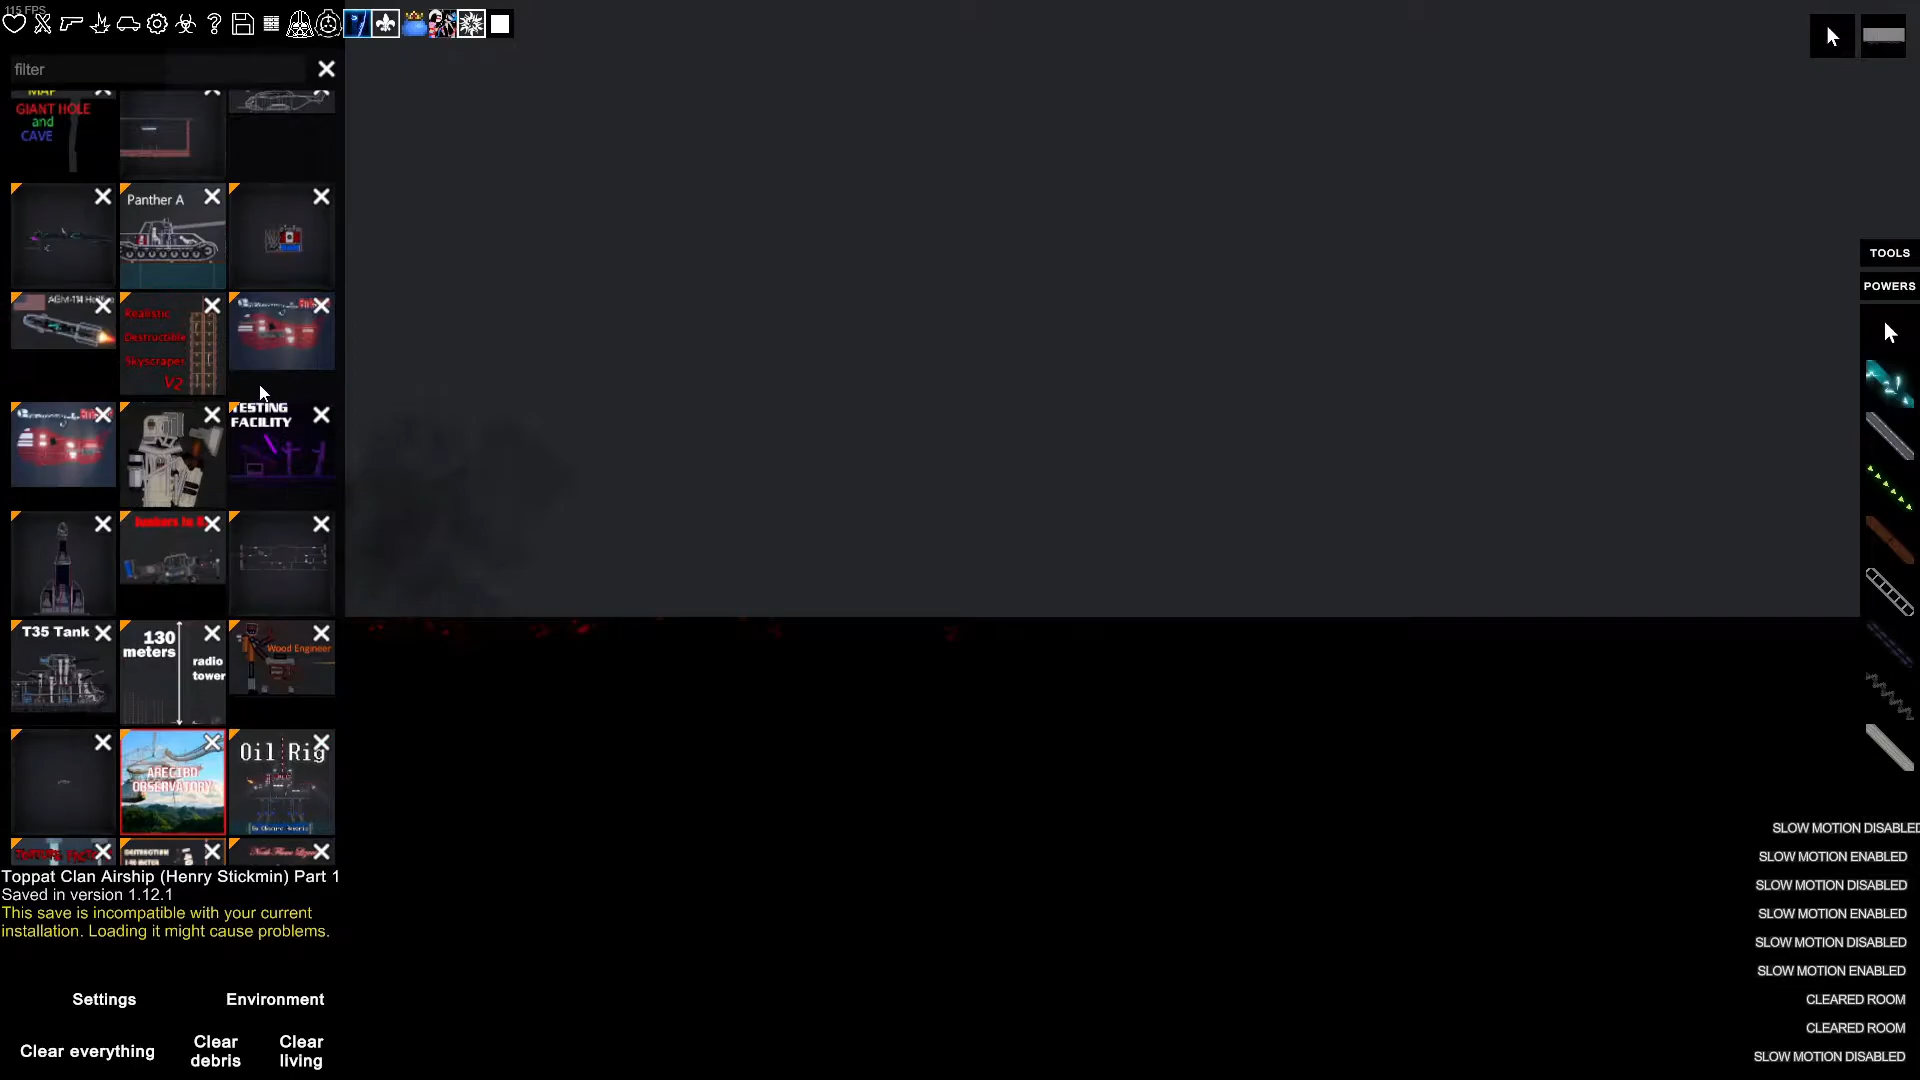 115 FPS
filter
MAP
GIANT HOLE
and
CAVE
Panther A
AGM-114
Realistic
Destructible
Skyscraper
V2
TESTING
FACILITY
T35 Tank
130
meters
radio
tower
Wood Engineer
ARECIBO
OBSERVATORY
Oil Rig
Toppat Clan Airship (Henry Stickmin) Part 1
Saved in version 1.12.1
This save is incompatible with your current
installation. Loading it might cause problems.
Settings
Environment
Clear everything
Clear
debris
Clear
living
TOOLS
POWERS
SLOW MOTION DISABLED
SLOW MOTION ENABLED
SLOW MOTION DISABLED
SLOW MOTION ENABLED
SLOW MOTION DISABLED
SLOW MOTION ENABLED
CLEARED ROOM
CLEARED ROOM
SLOW MOTION DISABLED